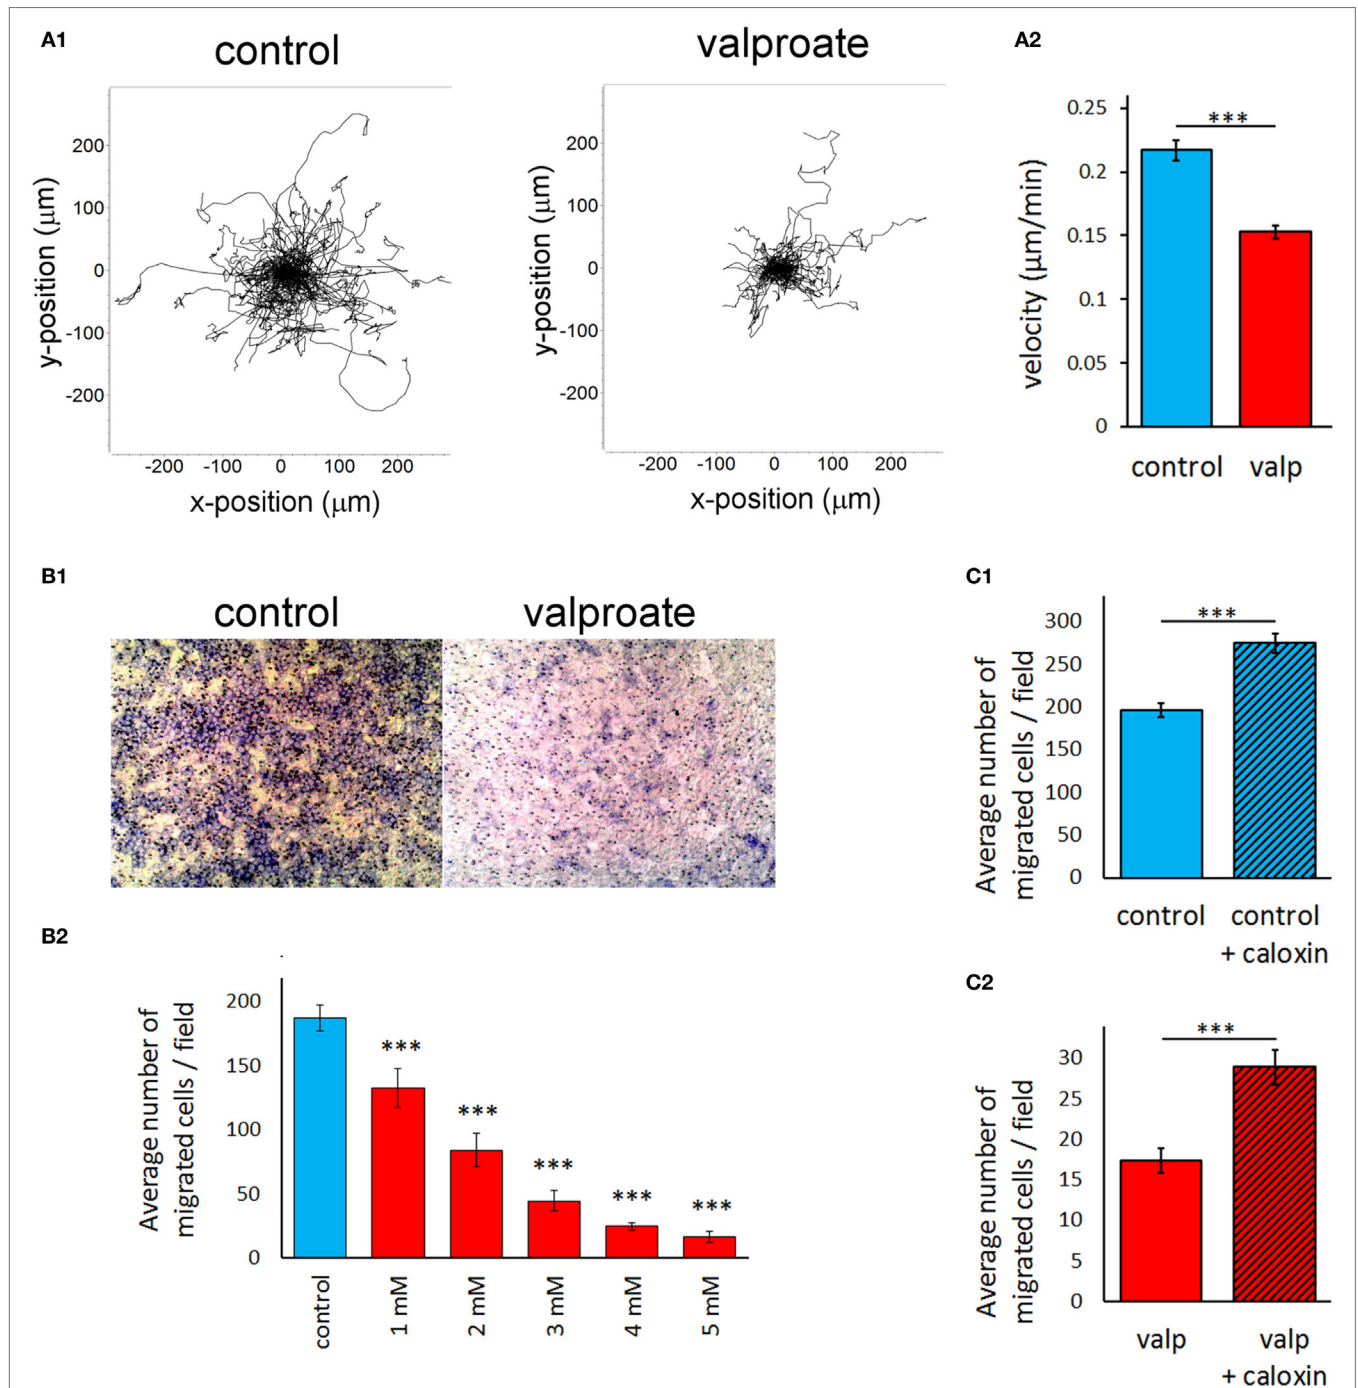 A1
control
y-position (μm)
200
100
0
-100
-200
-200 -100 0 100 200
x-position (μm)
valproate
y-position (μm)
200
100
0
-100
-200
-200 -100 0 100 200
x-position (μm)
A2
velocity (μm/min)
0.25
0.2
0.15
0.1
0.05
0
***
control valp
B1
control valproate
B2
Average number of
migrated cells / field
200
150
100
50
0
***
***
***
***
***
control
1 mM
2 mM
3 mM
4 mM
5 mM
C1
Average number of
migrated cells / field
300
250
200
150
100
50
0
***
control control
+ caloxin
C2
Average number of
migrated cells / field
30
25
20
15
10
5
0
***
valp valp
+ caloxin